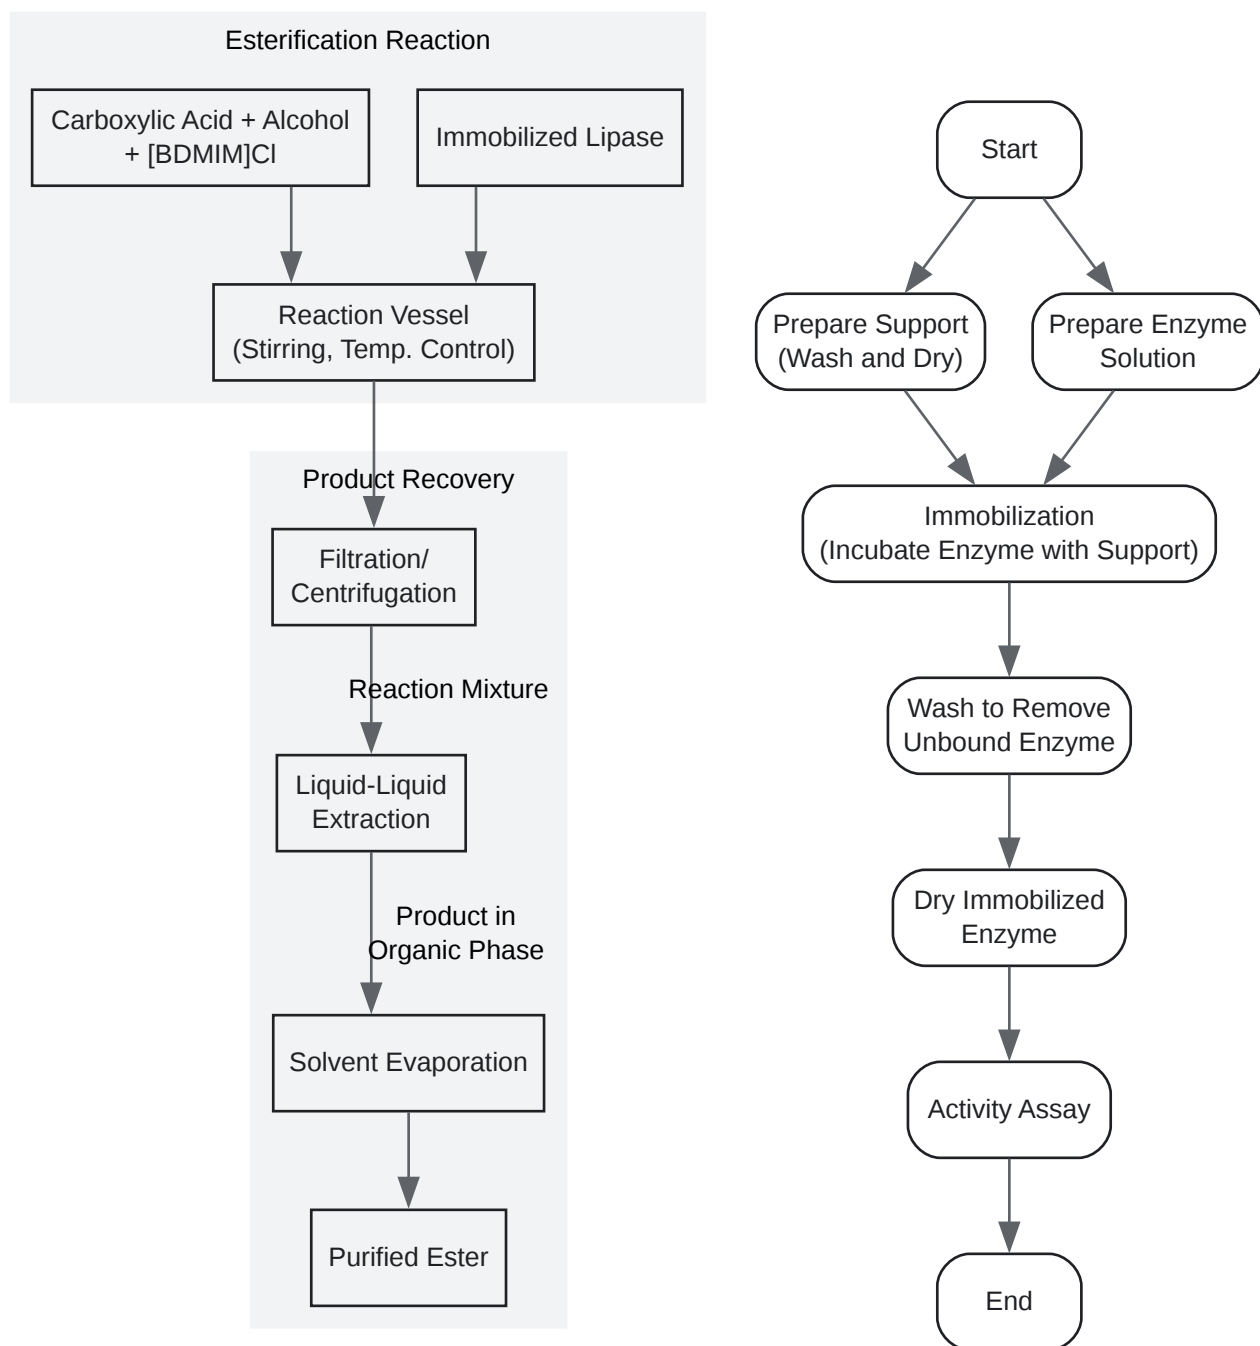 Esterification Reaction
Carboxylic Acid + Alcohol
+ [BDMIM]Cl
Immobilized Lipase
Reaction Vessel
(Stirring, Temp. Control)
Product Recovery
Filtration/
Centrifugation
Reaction Mixture
Liquid-Liquid
Extraction
Product in
Organic Phase
Solvent Evaporation
Purified Ester
Start
Prepare Support
(Wash and Dry)
Prepare Enzyme
Solution
Immobilization
(Incubate Enzyme with Support)
Wash to Remove
Unbound Enzyme
Dry Immobilized
Enzyme
Activity Assay
End